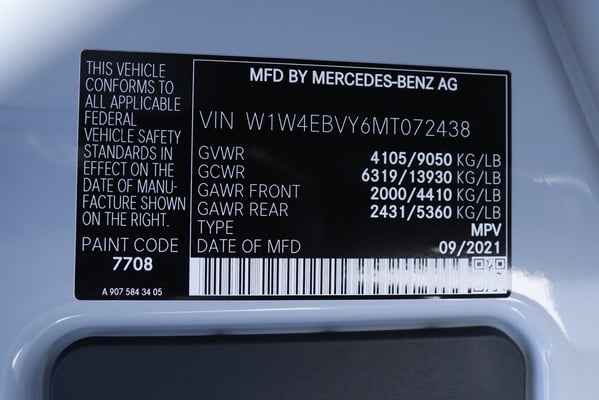 THIS VEHICLE
CONFORMS TO
ALL APPLICABLE
FEDERAL
VEHICLE SAFETY
STANDARDS IN
EFFECT ON THE
DATE OF MANU-
FACTURE SHOWN
ON THE RIGHT.
PAINT CODE
7708
A 907 584 34 05
MFD BY MERCEDES-BENZ AG
VIN W1W4EBVY6MT072438
GVWR 4105/9050 KG/LB
GCWR 6319/13930 KG/LB
GAWR FRONT 2000/4410 KG/LB
GAWR REAR 2431/5360 KG/LB
TYPE MPV
DATE OF MFD 09/2021